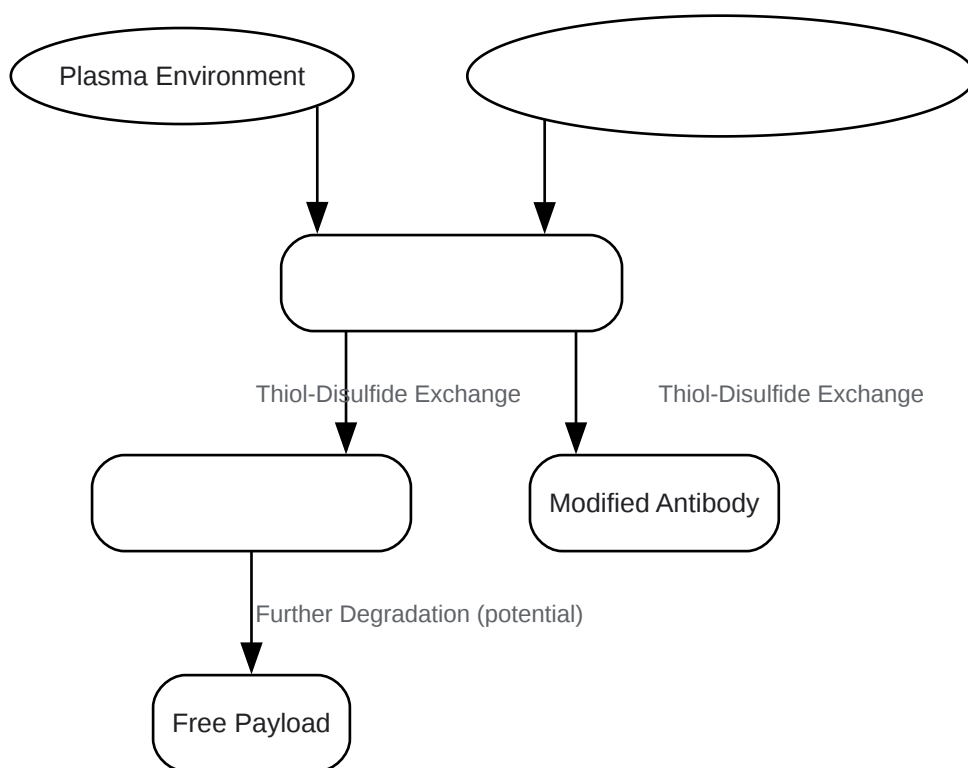 Plasma Environment
Thiol-Disulfide Exchange
Thiol-Disulfide Exchange
Modified Antibody
Further Degradation (potential)
Free Payload